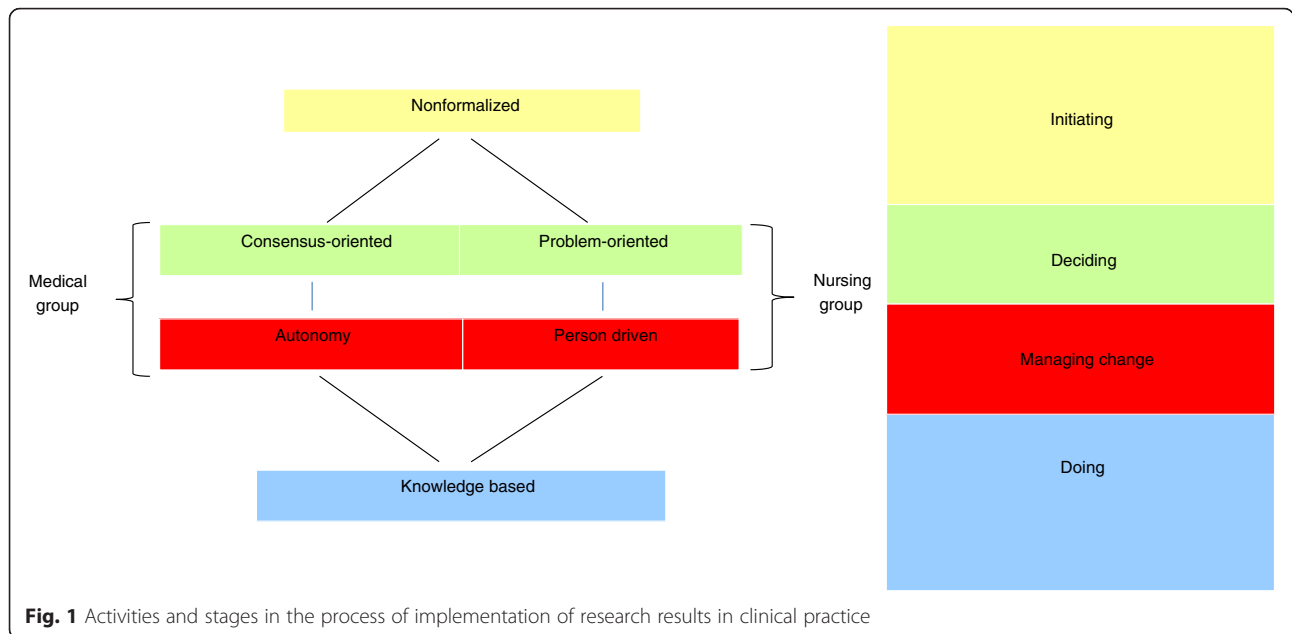 Nonformalized
Initiating
Consensus-oriented
Problem-oriented
Deciding
Medical
group
Nursing
group
Autonomy
Person driven
Managing change
Knowledge based
Doing
Fig. 1 Activities and stages in the process of implementation of research results in clinical practice